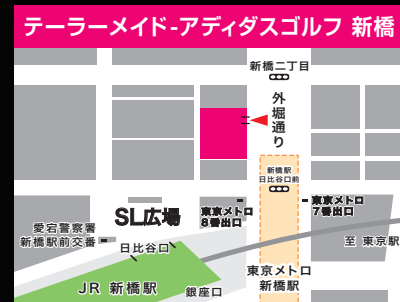 テーラーメイド-アディダスゴルフ 新橋
新橋二丁目
外堀通り
新橋駅
日比谷口前
SL広場
東京メトロ
8番出口
東京メトロ
7番出口
愛宕警察署
新橋駅前交番
日比谷口
至 東京駅
東京メトロ
新橋駅
JR 新橋駅
銀座口